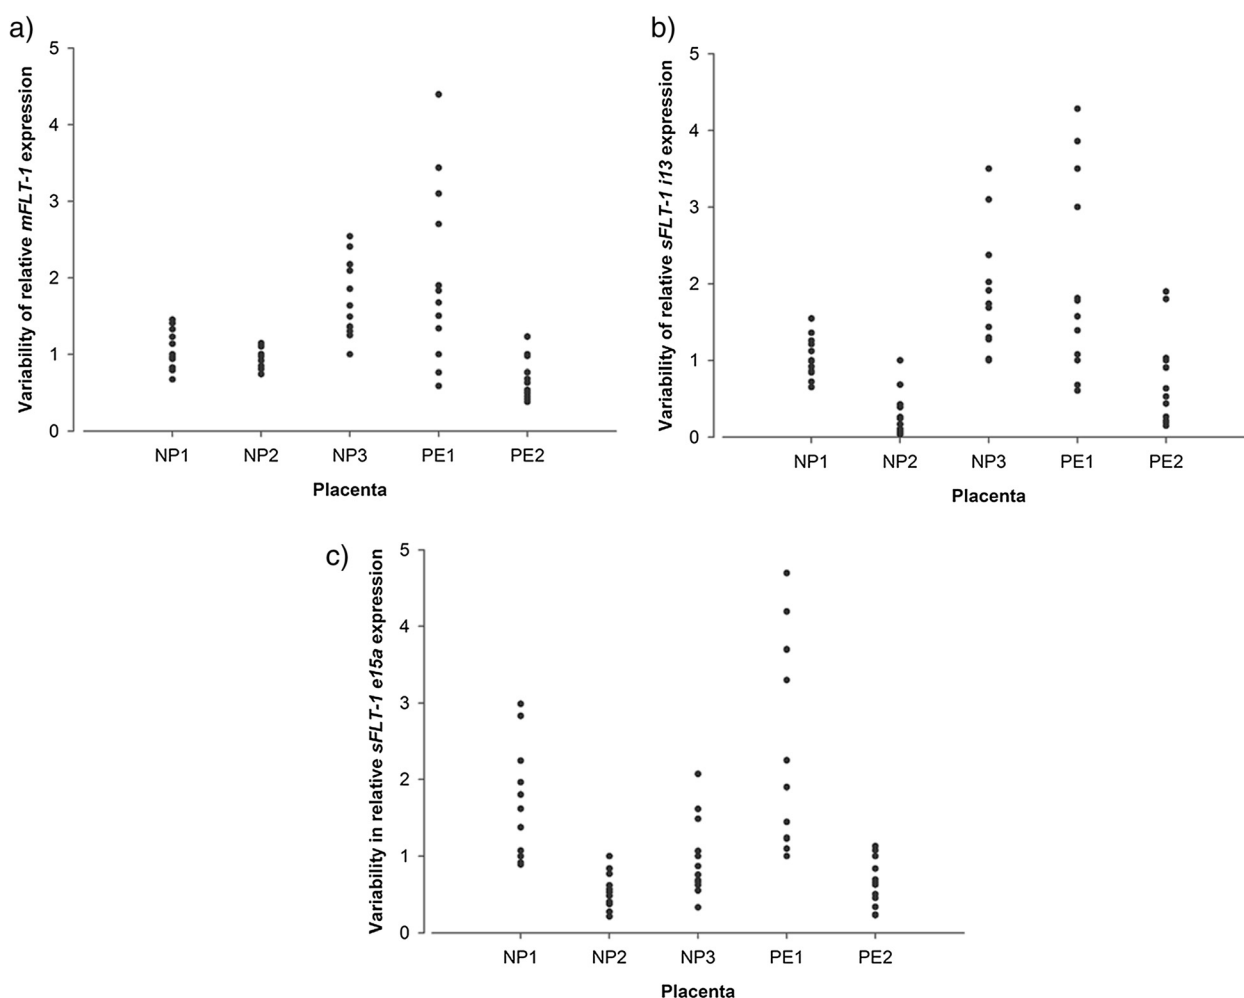 a)
Variability of relative mFLT-1 expression
5
4
3
2
1
0
NP1 NP2 NP3 PE1 PE2
Placenta
b)
Variability of relative sFLT-1 i13 expression
5
4
3
2
1
0
NP1 NP2 NP3 PE1 PE2
Placenta
c)
Variability in relative sFLT-1 e15a expression
5
4
3
2
1
0
NP1 NP2 NP3 PE1 PE2
Placenta